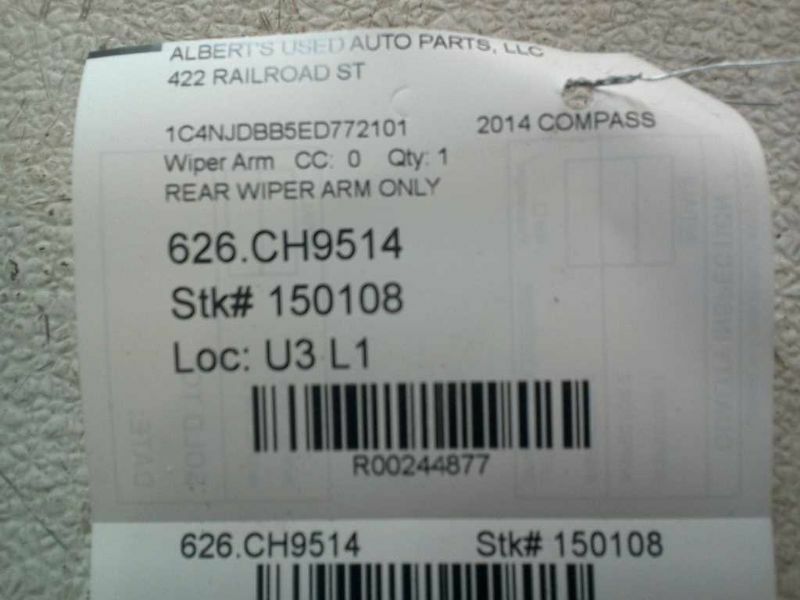 ALBERT'S USED AUTO PARTS, LLC
422 RAILROAD ST
1C4NJDBB5ED772101 2014 COMPASS
Wiper Arm CC: 0 Qty: 1
REAR WIPER ARM ONLY
626.CH9514
Stk# 150108
Loc: U3 L1
R00244877
626.CH9514 Stk# 150108